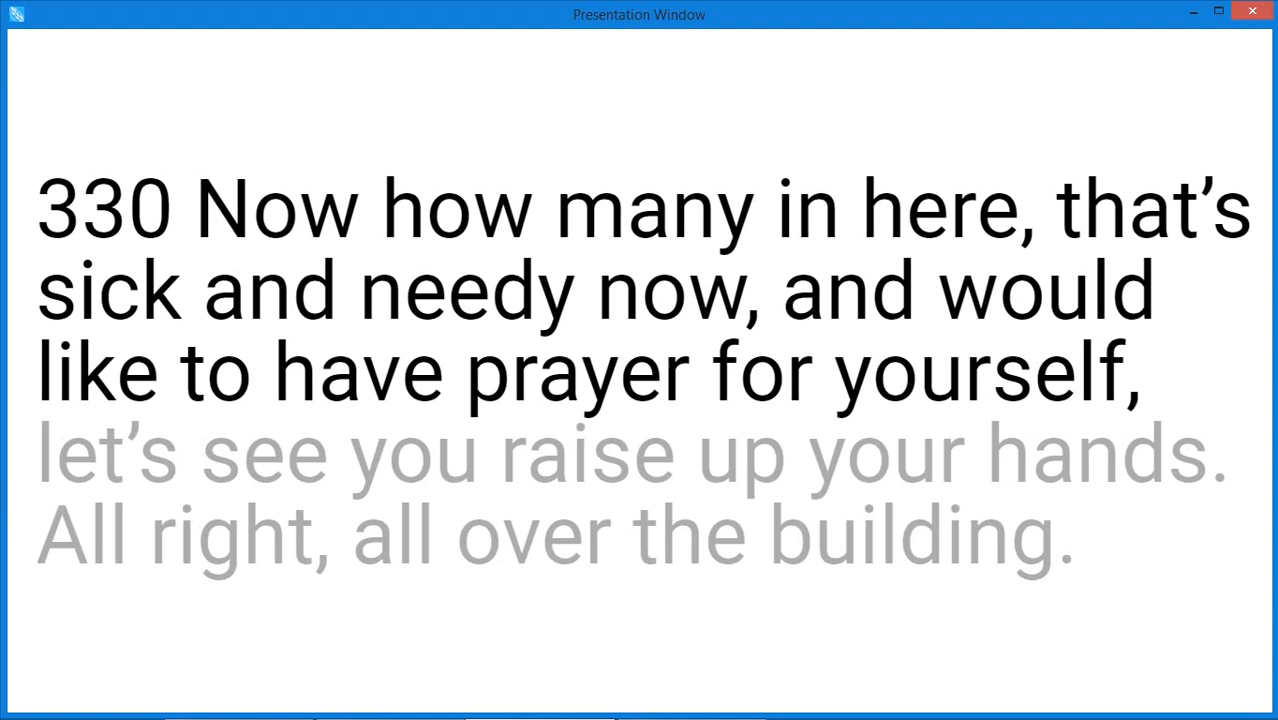 Presentation Window
330 Now how many in here, that’s
sick and needy now, and would
like to have prayer for yourself,
let’s see you raise up your hands.
All right, all over the building.